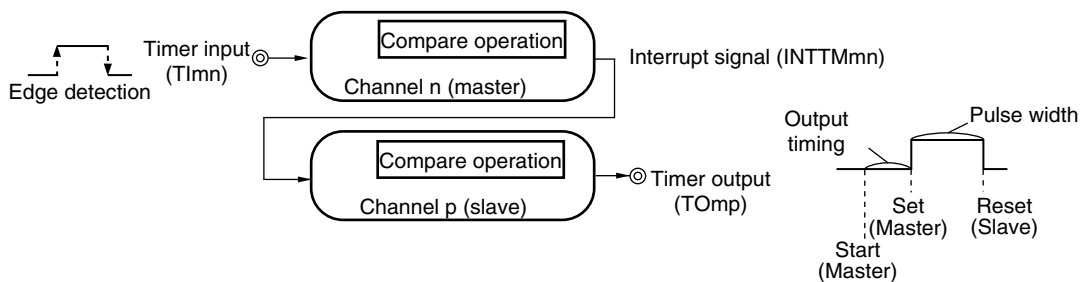 Compare operation
Timer input
(TImn)
Edge detection
Channel n (master)
Interrupt signal (INTTMmn)
Compare operation
Channel p (slave)
Timer output
(TOmp)
Output
timing
Pulse width
Set
(Master)
Reset
(Slave)
Start
(Master)